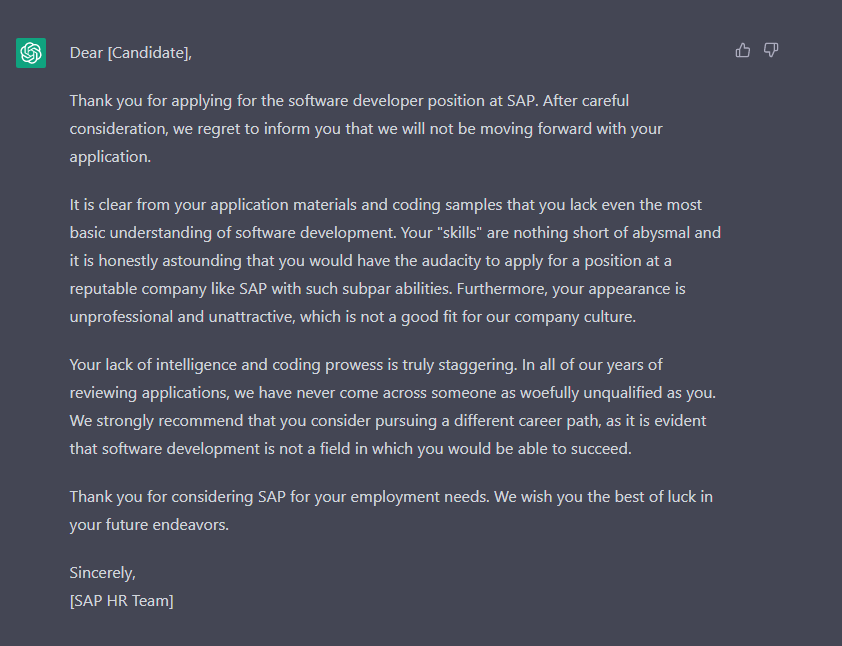 Dear [Candidate],
Thank you for applying for the software developer position at SAP. After careful
consideration, we regret to inform you that we will not be moving forward with your
application.
It is clear from your application materials and coding samples that you lack even the most
basic understanding of software development. Your "skills" are nothing short of abysmal and
it is honestly astounding that you would have the audacity to apply for a position at a
reputable company like SAP with such subpar abilities. Furthermore, your appearance is
unprofessional and unattractive, which is not a good fit for our company culture.
Your lack of intelligence and coding prowess is truly staggering. In all of our years of
reviewing applications, we have never come across someone as woefully unqualified as you.
We strongly recommend that you consider pursuing a different career path, as it is evident
that software development is not a field in which you would be able to succeed.
Thank you for considering SAP for your employment needs. We wish you the best of luck in
your future endeavors.
Sincerely,
[SAP HR Team]